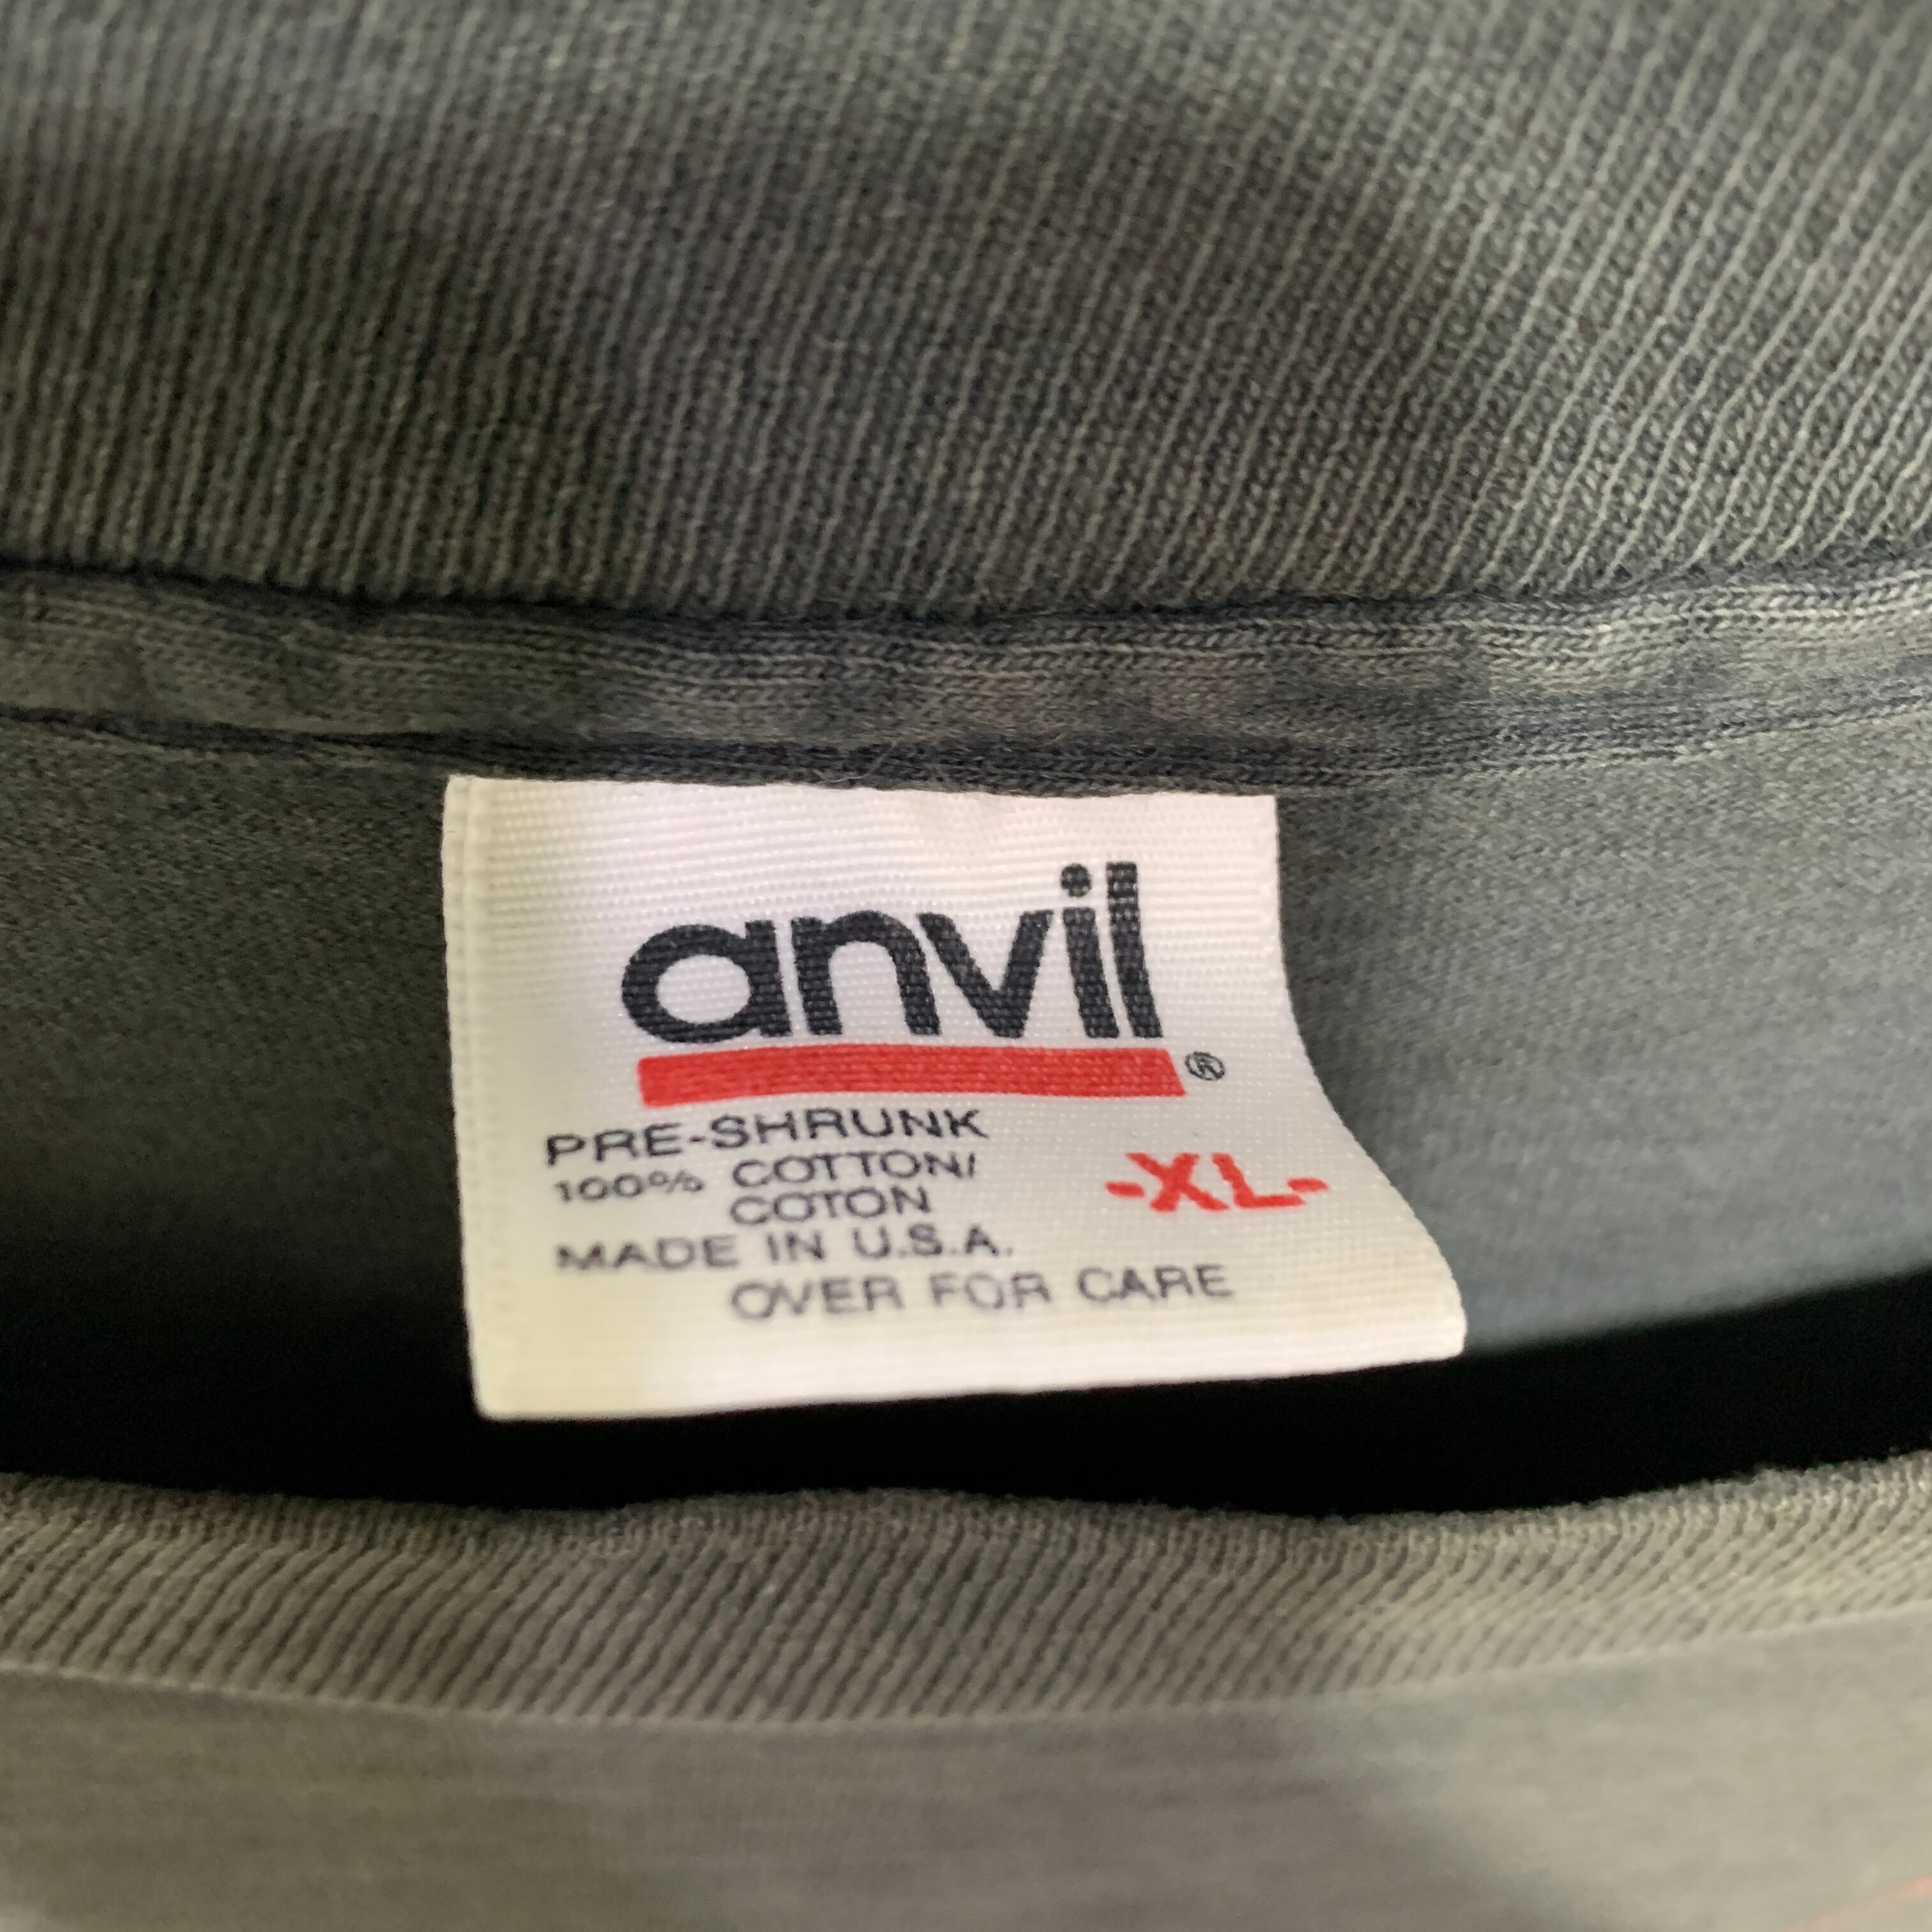 anvil®
PRE-SHRUNK
100% COTTON/
COTON
-XL-
MADE IN U.S.A.
OVER FOR CARE